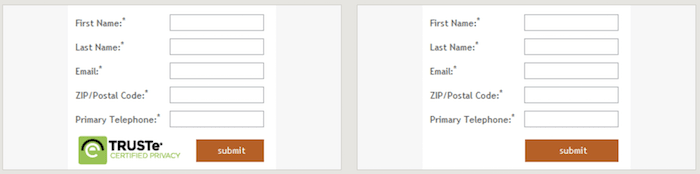 First Name:*
Last Name:*
Email:*
ZIP/Postal Code:*
Primary Telephone:*
e TRUSTe
CERTIFIED PRIVACY
submit
First Name:*
Last Name:*
Email:*
ZIP/Postal Code:*
Primary Telephone:*
submit